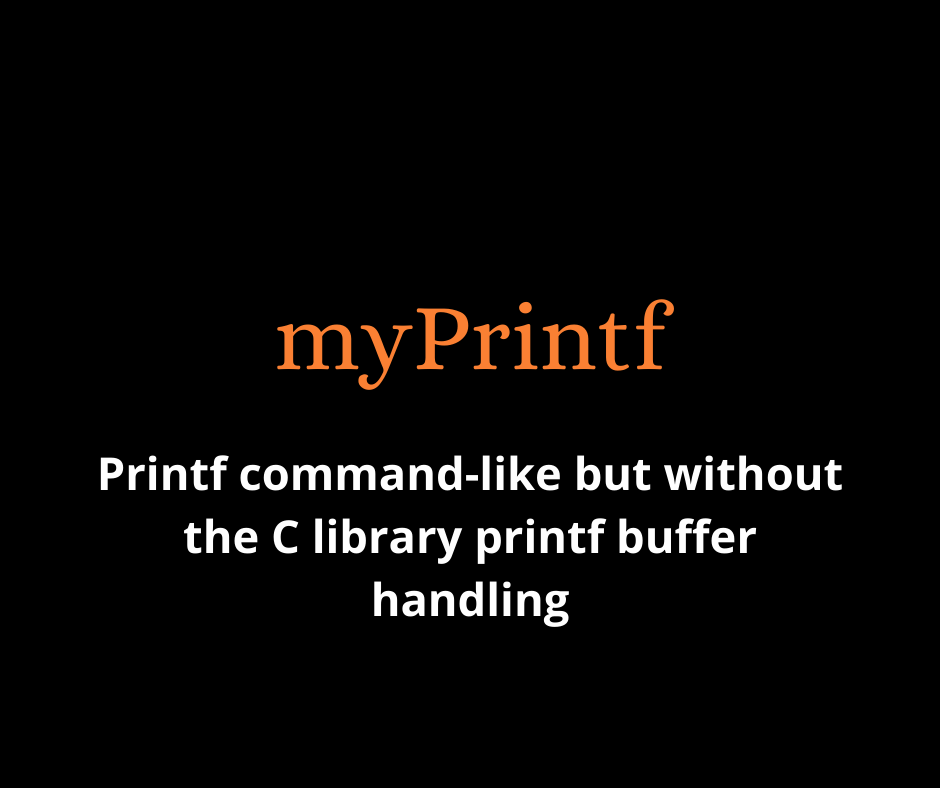 myPrintf
Printf command-like but without
the C library printf buffer
handling